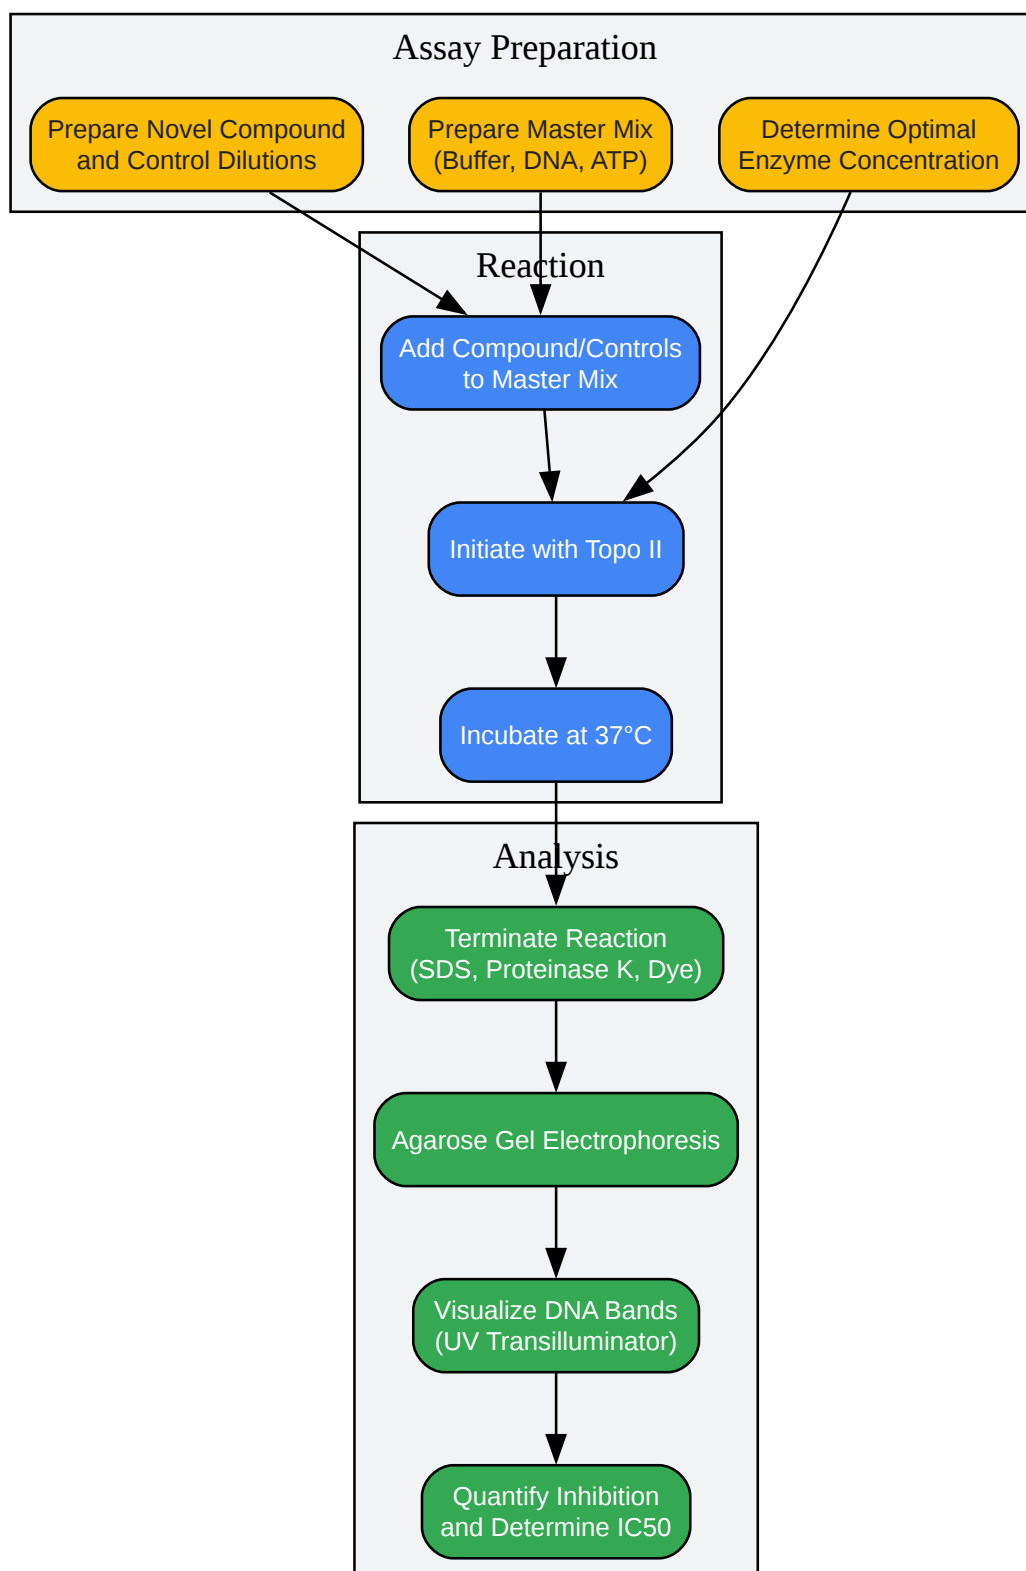 Assay Preparation
Prepare Novel Compound
and Control Dilutions
Prepare Master Mix
(Buffer, DNA, ATP)
Determine Optimal
Enzyme Concentration
Reaction
Add Compound/Controls
to Master Mix
Initiate with Topo II
Incubate at 37°C
Analysis
Terminate Reaction
(SDS, Proteinase K, Dye)
Agarose Gel Electrophoresis
Visualize DNA Bands
(UV Transilluminator)
Quantify Inhibition
and Determine IC50